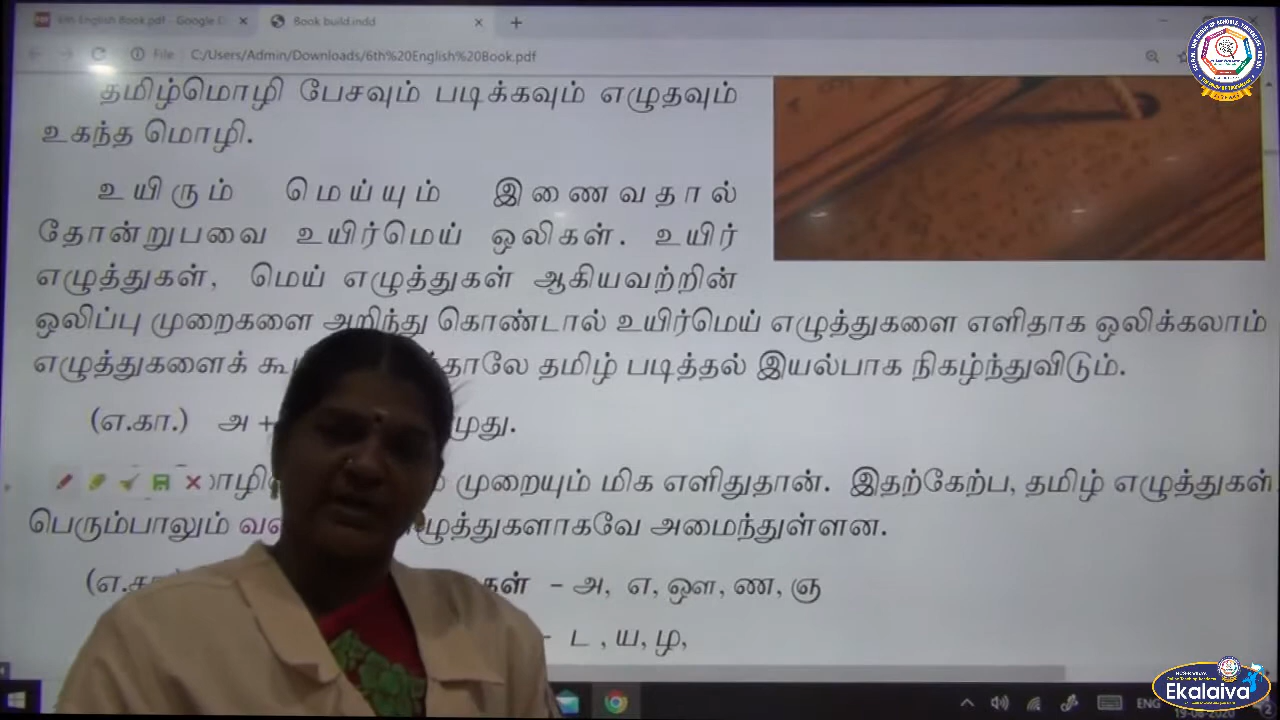 6th English Book.pdf - Google
Book build.indd
File C:/Users/Admin/Downloads/6th%20English%20Book.pdf
தமிழ்மொழி பேசவும் படிக்கவும் எழுதவும்
உகந்த மொழி.
உயிரும் மெய்யும் இணைவதால்
தோன்றுபவை உயிர்மெய் ஒலிகள். உயிர்
எழுத்துகள், மெய் எழுத்துகள் ஆகியவற்றின்
ஒலிப்பு முறைகளை அறிந்து கொண்டால் உயிர்மெய் எழுத்துகளை எளிதாக ஒலிக்கலாம்
எழுத்துகளைக் தமிழ் படித்தல் இயல்பாக நிகழ்ந்துவிடும்.
(எ.கா.) அ +
முறையும் மிக எளிதுதான். இதற்கேற்ப, தமிழ் எழுத்துகள்
பெரும்பாலும் எழுத்துகளாகவே அமைந்துள்ளன.
– அ, எ, ஔ, ண, ஞ
- ட , ய, ழ,
ENG
19-08-2020
Ekalaiva